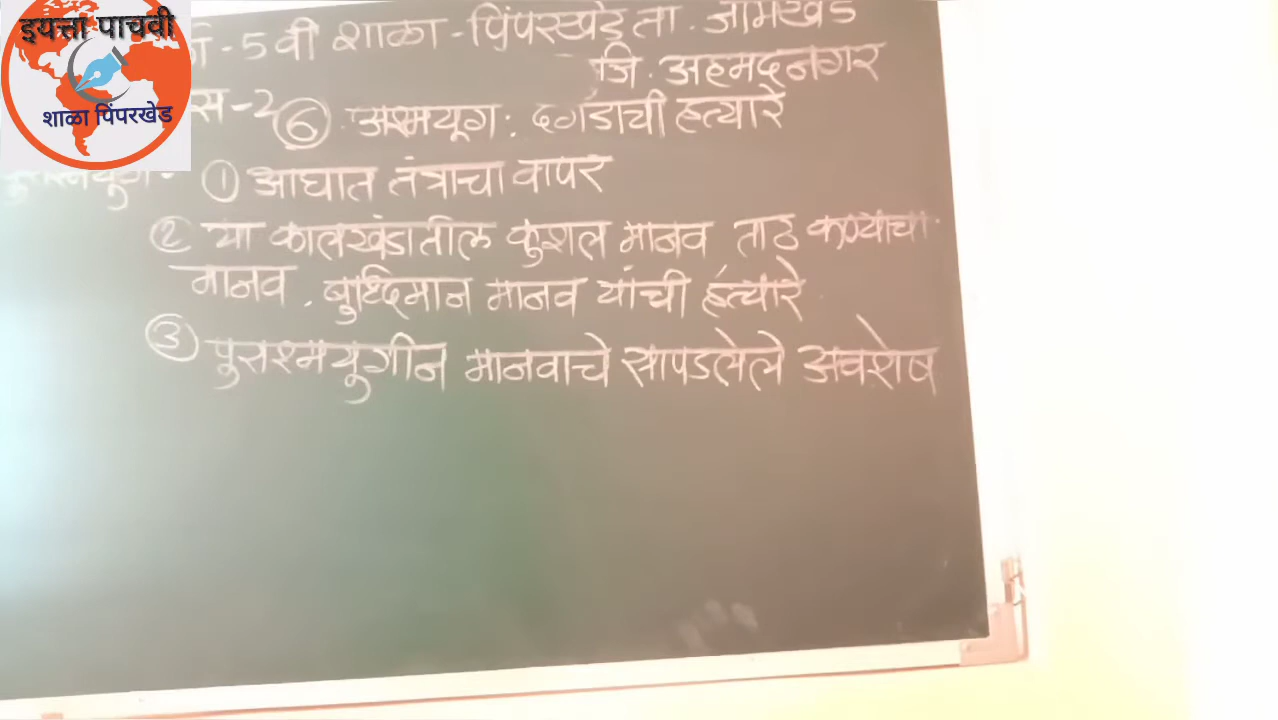 इयत्ता पाचवी
शाळा पिंपरखेड
- 5 वी शाळा - पिंपरखेड ता. जामखेड
जि. अहमदनगर
- 2 ⑥ अश्मयूग : दगडाची हत्यारे
① आघात तंत्राचा वापर
② या कालखंडातील कुशल मानव ताठ कण्याचा
मानव. बुध्दिमान मानव यांची हत्यारे
③ पुराश्मयुगीन मानवाचे सापडलेले अवशेष